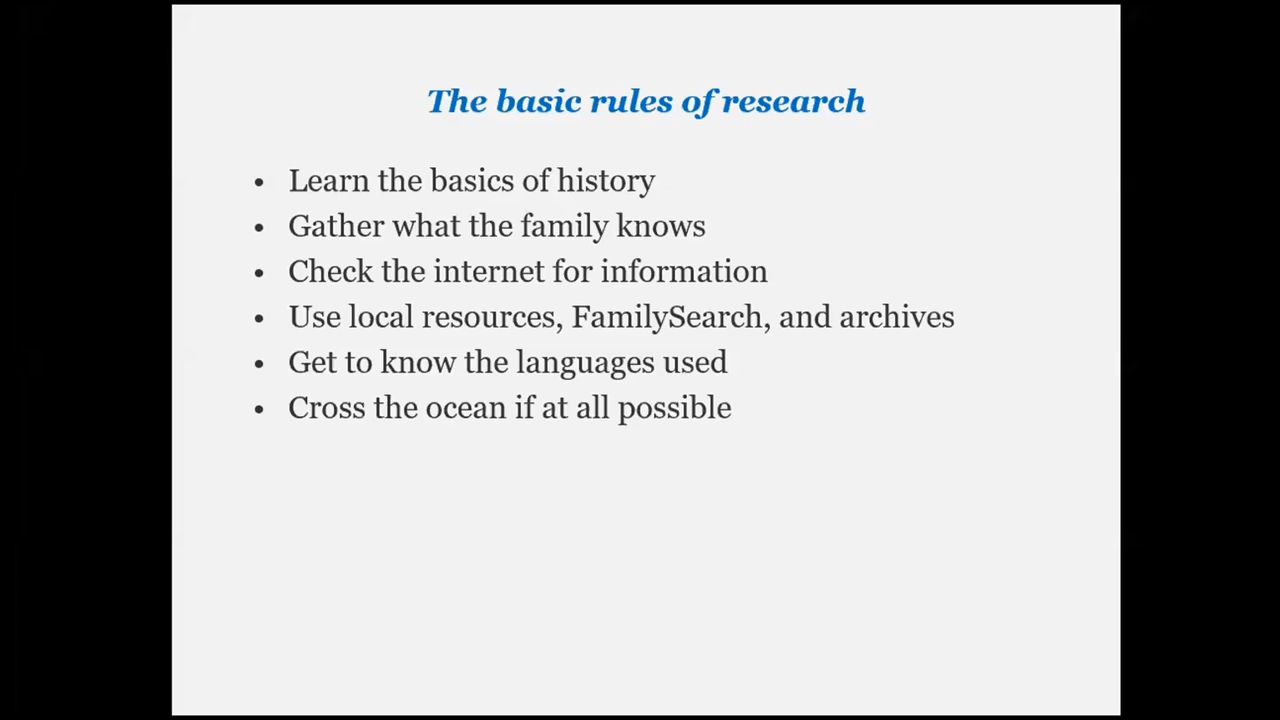 The basic rules of research
• Learn the basics of history
• Gather what the family knows
• Check the internet for information
• Use local resources, FamilySearch, and archives
• Get to know the languages used
• Cross the ocean if at all possible